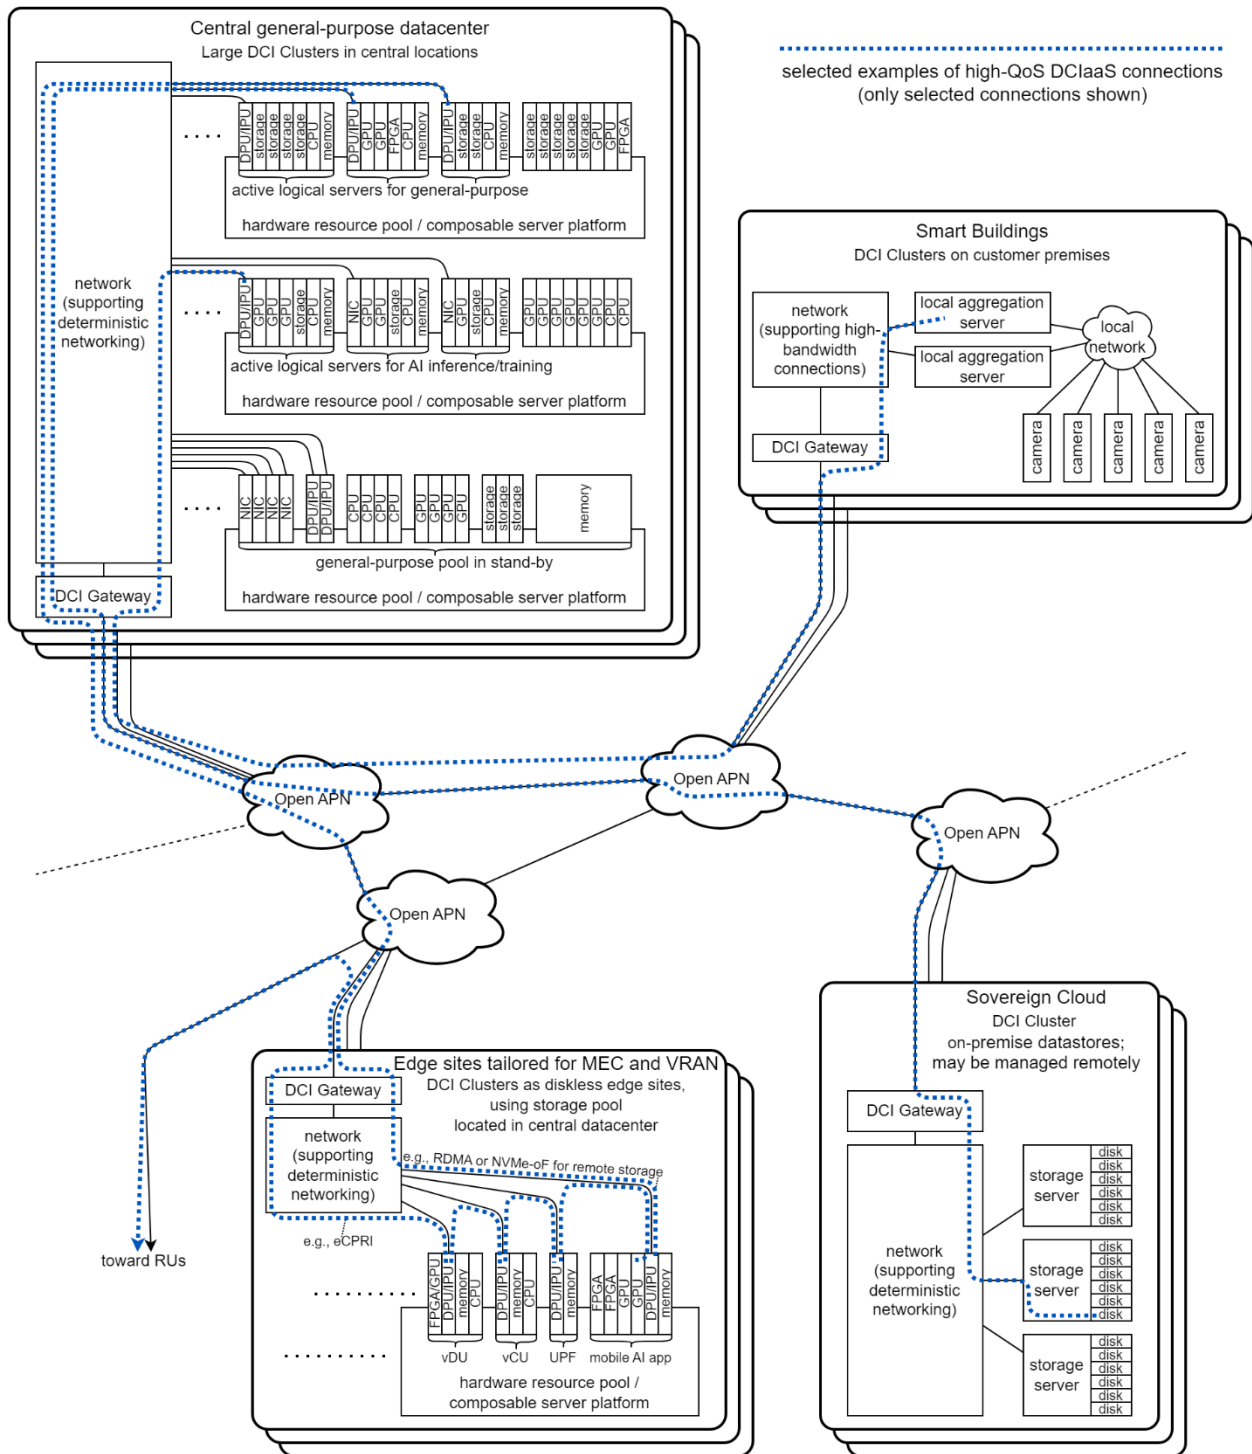 Central general-purpose datacenter
Large DCI Clusters in central locations
selected examples of high-QoS DCIaaS connections
(only selected connections shown)
network
(supporting
deterministic
networking)
. . . .
DPU/IPU
storage
storage
storage
storage
CPU
memory
DPU/IPU
GPU
GPU
FPGA
CPU
memory
DPU/IPU
storage
storage
CPU
memory
storage
storage
storage
storage
storage
GPU
GPU
FPGA
active logical servers for general-purpose
hardware resource pool / composable server platform
. . . .
DPU/IPU
GPU
GPU
GPU
storage
CPU
memory
NIC
GPU
GPU
storage
CPU
memory
NIC
GPU
storage
CPU
memory
GPU
GPU
GPU
GPU
GPU
GPU
CPU
CPU
active logical servers for AI inference/training
hardware resource pool / composable server platform
. . . .
NIC
NIC
NIC
NIC
DPU/IPU
DPU/IPU
CPU
CPU
CPU
CPU
GPU
GPU
GPU
GPU
storage
storage
storage
memory
general-purpose pool in stand-by
hardware resource pool / composable server platform
DCI Gateway
Smart Buildings
DCI Clusters on customer premises
network
(supporting high-
bandwidth
connections)
local aggregation
server
local aggregation
server
local
network
DCI Gateway
camera
camera
camera
camera
camera
Open APN
Open APN
Open APN
Open APN
toward RUs
Edge sites tailored for MEC and VRAN
DCI Clusters as diskless edge sites,
using storage pool
located in central datacenter
DCI Gateway
network
(supporting
deterministic
networking)
e.g., RDMA or NVMe-oF for remote storage
e.g., eCPRI
. . . . . . . . . . .
FPGA/GPU
DPU/IPU
memory
CPU
DPU/IPU
memory
CPU
DPU/IPU
memory
FPGA
FPGA
GPU
GPU
DPU/IPU
memory
. . . . . . . . . . .
vDU
vCU
UPF
mobile AI app
hardware resource pool /
composable server platform
Sovereign Cloud
DCI Cluster
on-premise datastores;
may be managed remotely
DCI Gateway
network
(supporting
deterministic
networking)
storage
server
disk
disk
disk
disk
disk
disk
storage
server
disk
disk
disk
disk
disk
disk
storage
server
disk
disk
disk
disk
disk
disk